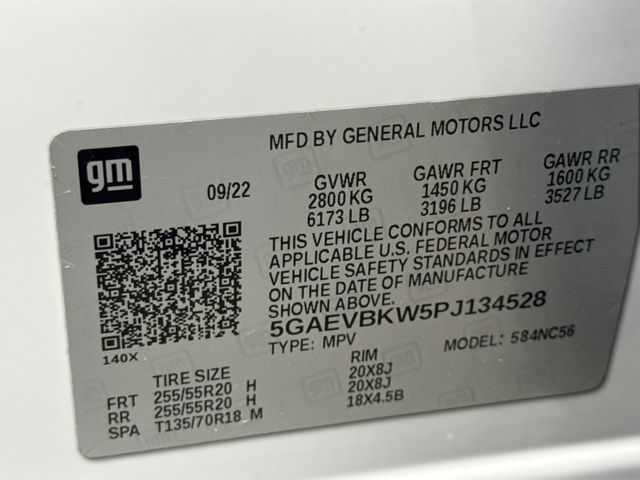 MFD BY GENERAL MOTORS LLC
gm
09/22
GVWR GAWR FRT GAWR RR
2800 KG 1450 KG 1600 KG
6173 LB 3196 LB 3527 LB
THIS VEHICLE CONFORMS TO ALL
APPLICABLE U.S. FEDERAL MOTOR
VEHICLE SAFETY STANDARDS IN EFFECT
ON THE DATE OF MANUFACTURE
SHOWN ABOVE.
5GAEVBKW5PJ134528
140X
TYPE: MPV MODEL: 584NC56
TIRE SIZE RIM
FRT 255/55R20 H 20X8J
RR 255/55R20 H 20X8J
SPA T135/70R18 M 18X4.5B